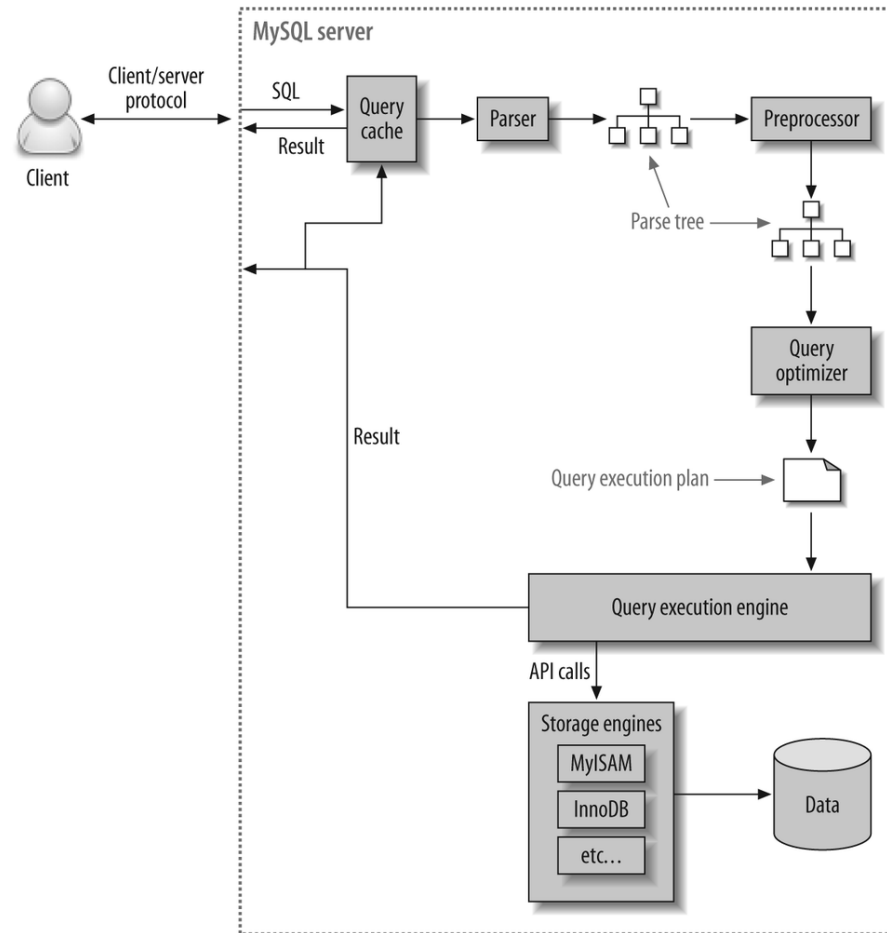 MySQL server
Client/server
protocol
SQL
Result
Query
cache
Parser
Preprocessor
Client
Parse tree
Query
optimizer
Result
Query execution plan
Query execution engine
API calls
Storage engines
MyISAM
InnoDB
etc…
Data